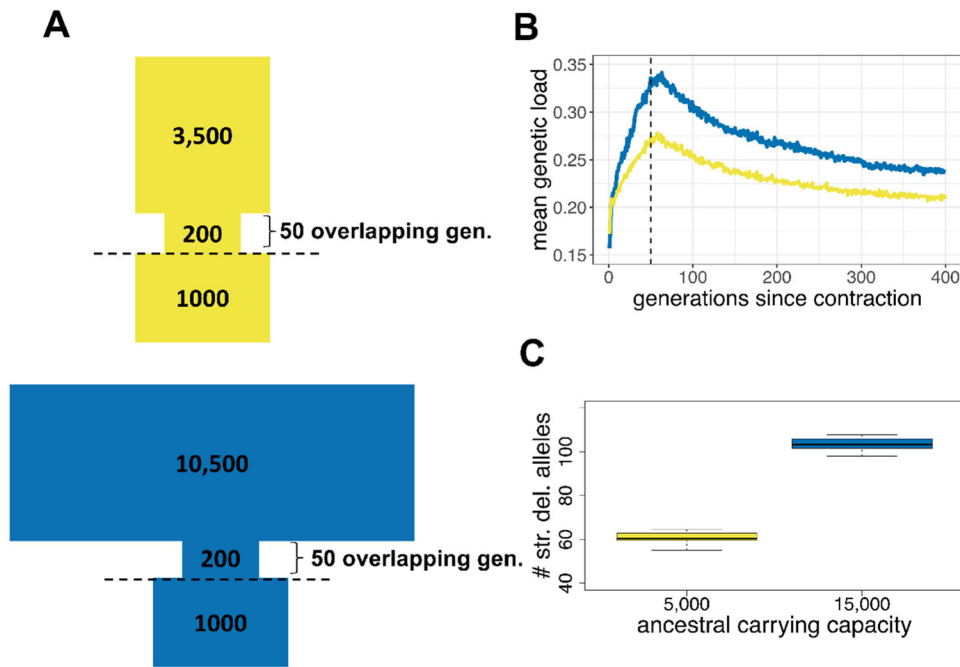 A
3,500
200
50 overlapping gen.
1000
10,500
200
50 overlapping gen.
1000
B
mean genetic load
0.35
0.30
0.25
0.20
0.15
0 100 200 300 400
generations since contraction
C
# str. del. alleles
100
80
60
40
5,000 15,000
ancestral carrying capacity